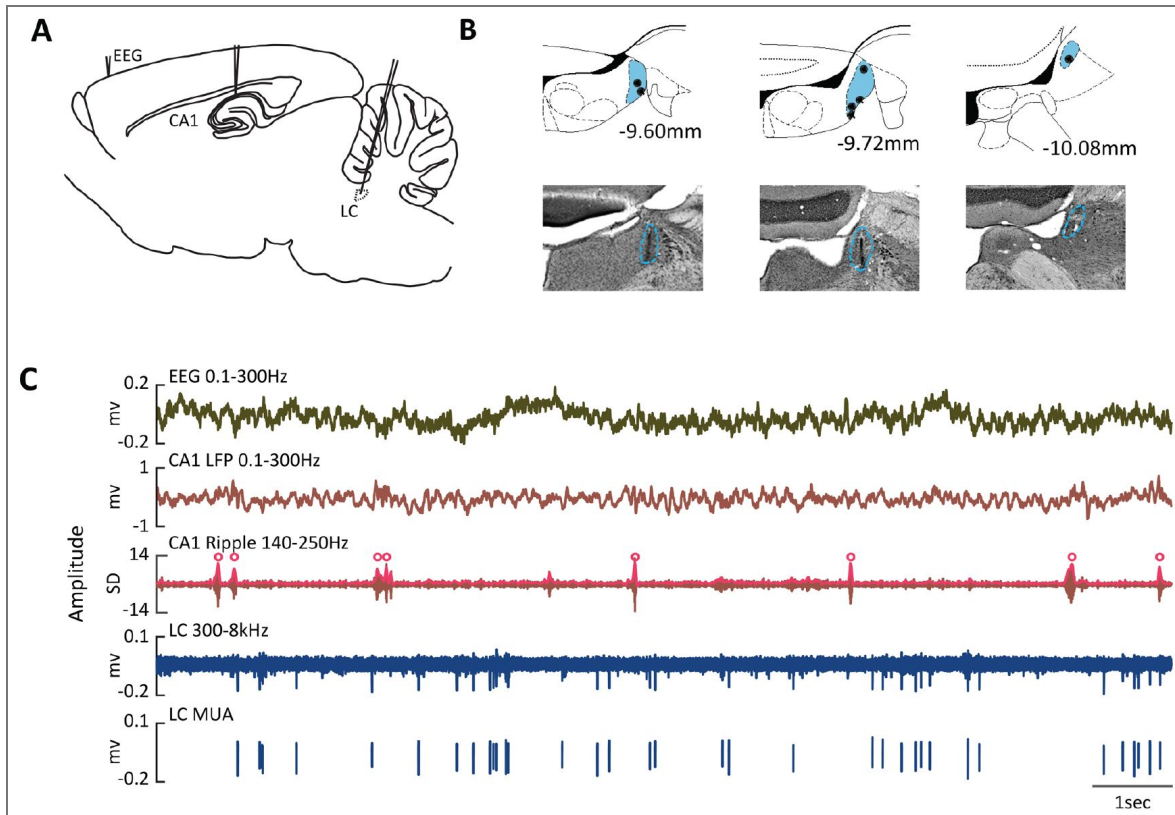 A
EEG
CA1
LC
B
-9.60mm
-9.72mm
-10.08mm
C
EEG 0.1-300Hz
0.2
mv
-0.2
CA1 LFP 0.1-300Hz
1
mv
-1
Amplitude
CA1 Ripple 140-250Hz
14
SD
-14
LC 300-8kHz
0.1
mv
-0.2
LC MUA
0.1
mv
-0.2
1sec